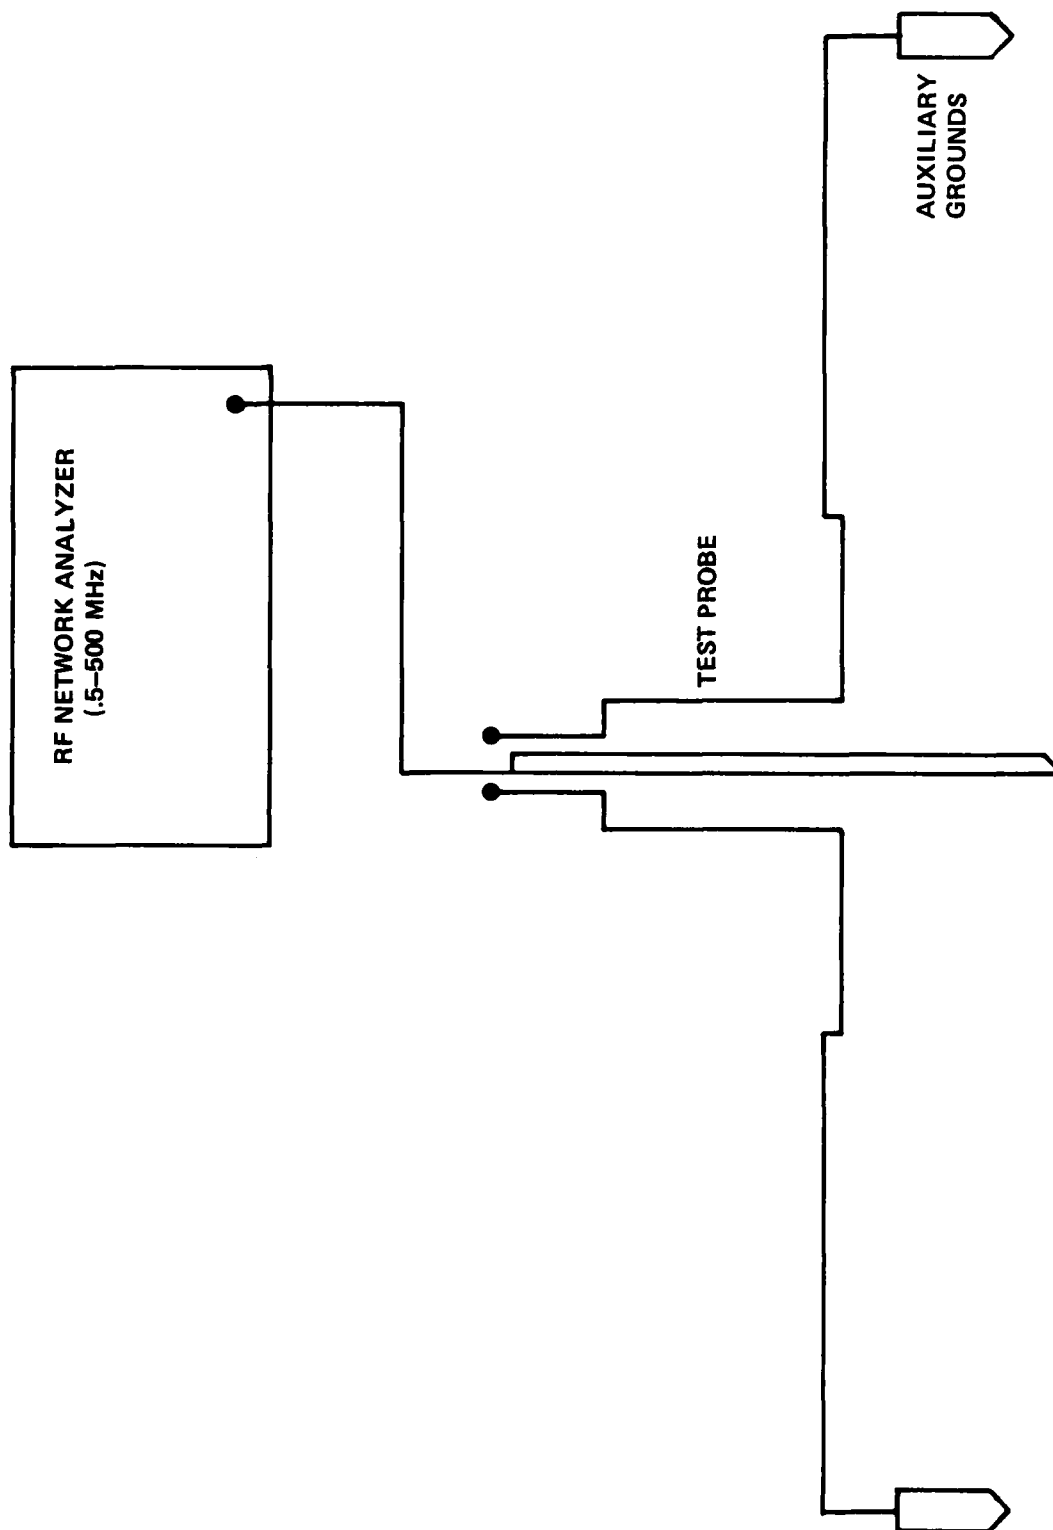 RF NETWORK ANALYZER
(.5–500 MHz)
TEST PROBE
AUXILIARY
GROUNDS